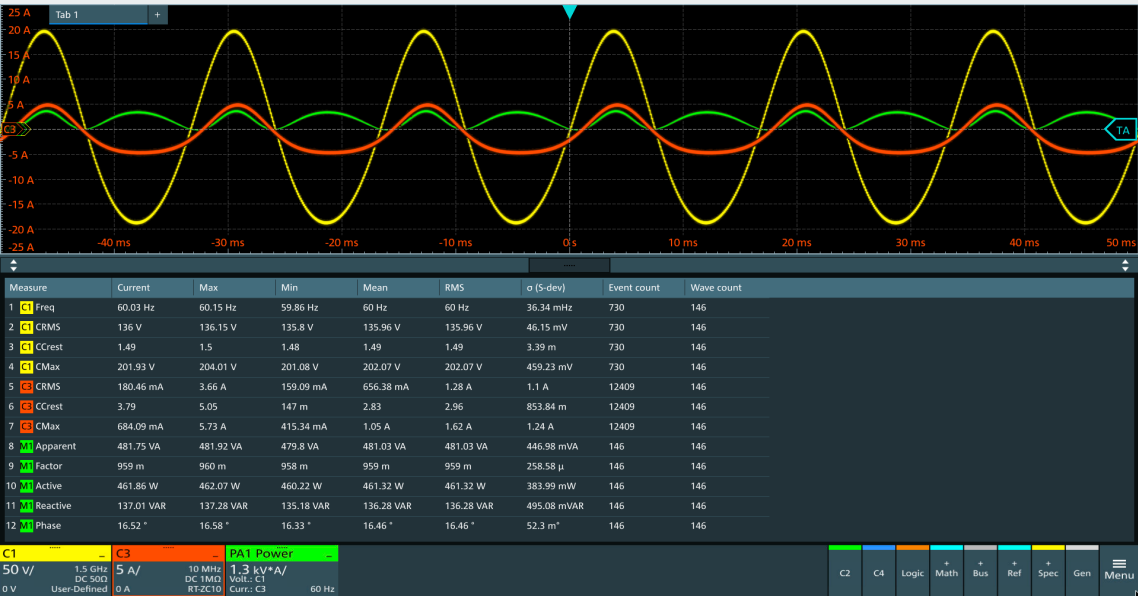 25 A
Tab 1 +
20 A
15 A
10 A
5 A
C3
TA
-5 A
-10 A
-15 A
-20 A
-25 A
-40 ms -30 ms -20 ms -10 ms 0 s 10 ms 20 ms 30 ms 40 ms 50 ms
Measure Current Max Min Mean RMS σ (S-dev) Event count Wave count
1 C1 Freq 60.03 Hz 60.15 Hz 59.86 Hz 60 Hz 60 Hz 36.34 mHz 730 146
2 C1 CRMS 136 V 136.15 V 135.8 V 135.96 V 135.96 V 46.15 mV 730 146
3 C1 CCrest 1.49 1.5 1.48 1.49 1.49 3.39 m 730 146
4 C1 CMax 201.93 V 204.01 V 201.08 V 202.07 V 202.07 V 459.23 mV 730 146
5 C3 CRMS 180.46 mA 3.66 A 159.09 mA 656.38 mA 1.28 A 1.1 A 12409 146
6 C3 CCrest 3.79 5.05 147 m 2.83 2.96 853.84 m 12409 146
7 C3 CMax 684.09 mA 5.73 A 415.34 mA 1.05 A 1.62 A 1.24 A 12409 146
8 M1 Apparent 481.75 VA 481.92 VA 479.8 VA 481.03 VA 481.03 VA 446.98 mVA 146 146
9 M1 Factor 959 m 960 m 958 m 959 m 959 m 258.58 µ 146 146
10 M1 Active 461.86 W 462.07 W 460.22 W 461.32 W 461.32 W 383.99 mW 146 146
11 M1 Reactive 137.01 VAR 137.28 VAR 135.18 VAR 136.28 VAR 136.28 VAR 495.08 mVAR 146 146
12 M1 Phase 16.52 ° 16.58 ° 16.33 ° 16.46 ° 16.46 ° 52.3 m° 146 146
C1 C3 PA1 Power
50 V/ 1.5 GHz 5 A/ 10 MHz 1.3 kV*A/
DC 50Ω DC 1MΩ Volt.: C1
0 V User-Defined 0 A RT-ZC10 Curr.: C3 60 Hz
C2 C4 Logic + Math + Bus + Ref + Spec Gen Menu